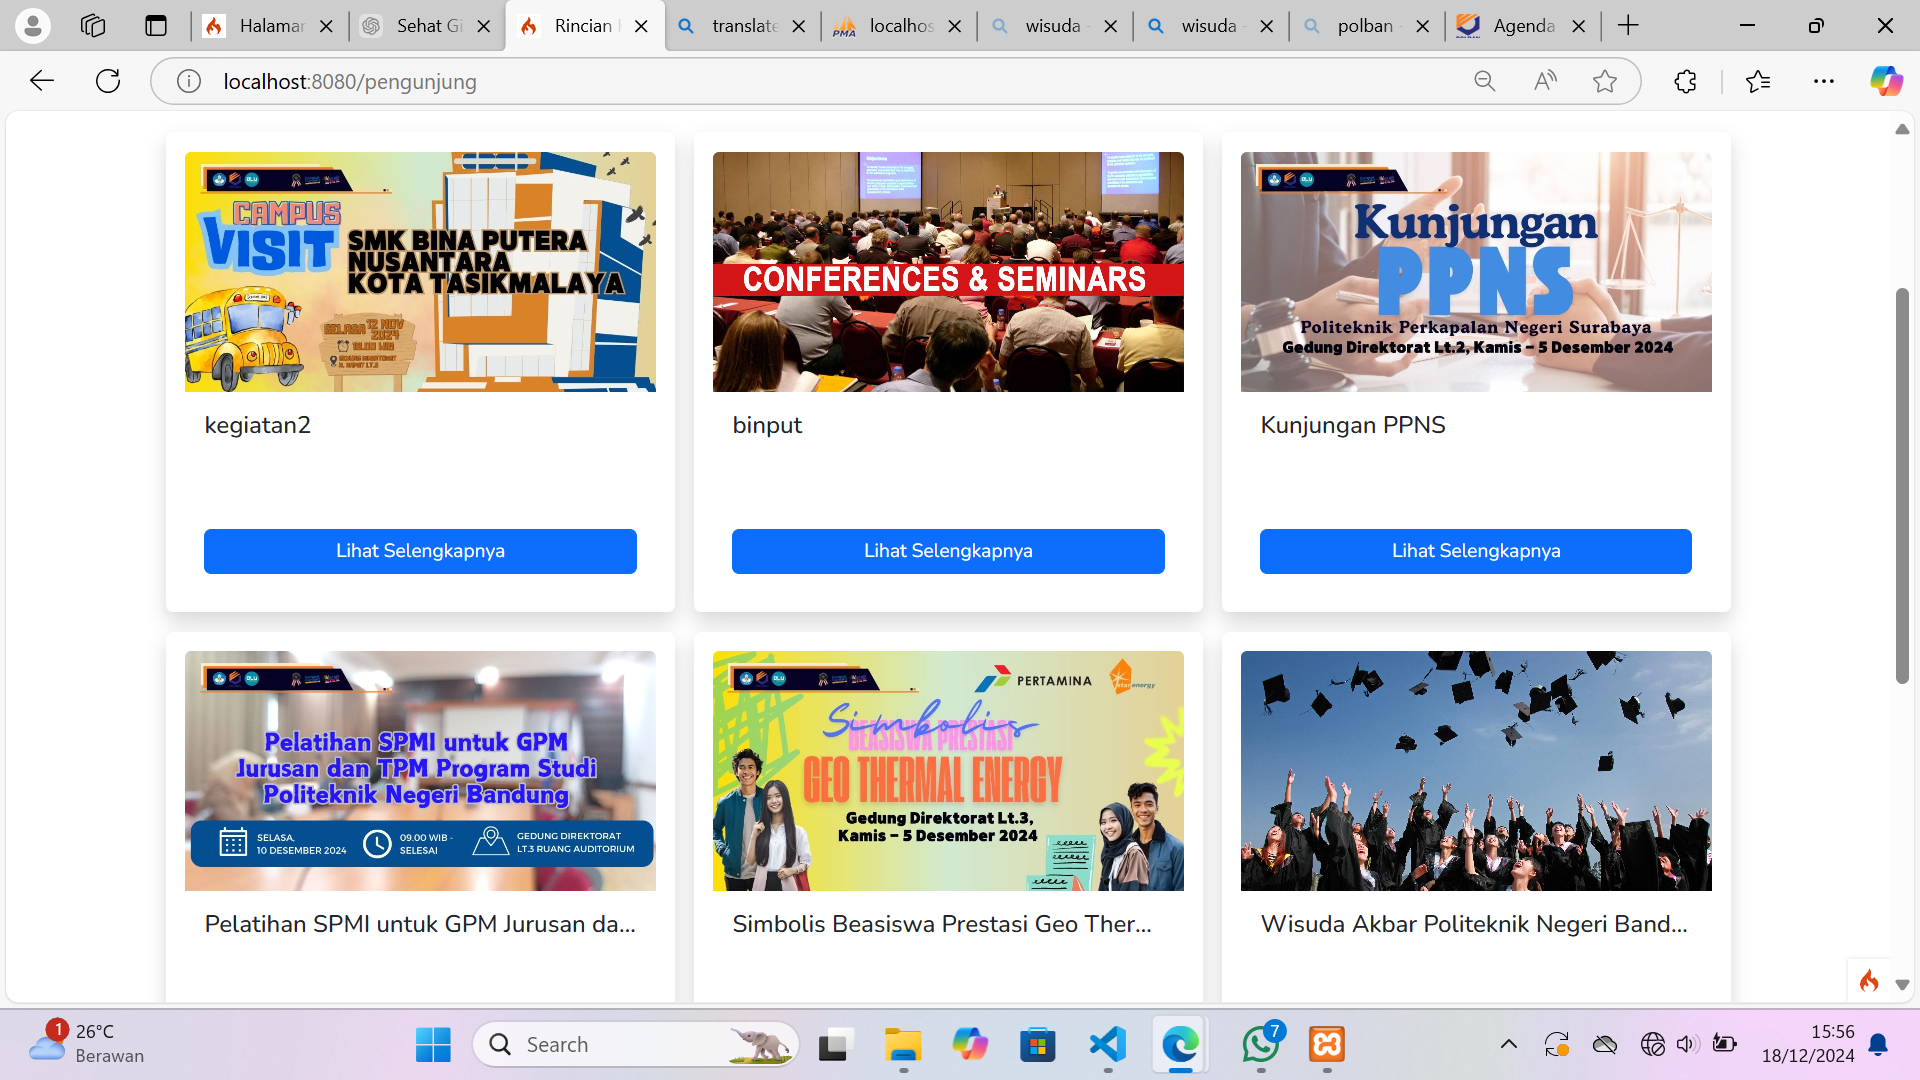 Halaman
Sehat Gi
Rincian
translate
localhos
wisuda -
wisuda -
polban -
Agenda
localhost:8080/pengunjung
CAMPUS
VISIT
SMK BINA PUTERA
NUSANTARA
KOTA TASIKMALAYA
SELASA 12 NOV
2024
10.00 WIB
CONFERENCES & SEMINARS
Kunjungan
PPNS
Politeknik Perkapalan Negeri Surabaya
Gedung Direktorat Lt.2, Kamis – 5 Desember 2024
kegiatan2
binput
Kunjungan PPNS
Lihat Selengkapnya
Lihat Selengkapnya
Lihat Selengkapnya
Pelatihan SPMI untuk GPM
Jurusan dan TPM Program Studi
Politeknik Negeri Bandung
SELASA,
10 DESEMBER 2024
09.00 WIB -
SELESAI
GEDUNG DIREKTORAT
LT.3 RUANG AUDITORIUM
PERTAMINA
Simbolis
BEASISWA PRESTASI
GEO THERMAL ENERGY
Gedung Direktorat Lt.3,
Kamis – 5 Desember 2024
Pelatihan SPMI untuk GPM Jurusan da...
Simbolis Beasiswa Prestasi Geo Ther...
Wisuda Akbar Politeknik Negeri Band...
1
26°C
Berawan
Search
7
15:56
18/12/2024